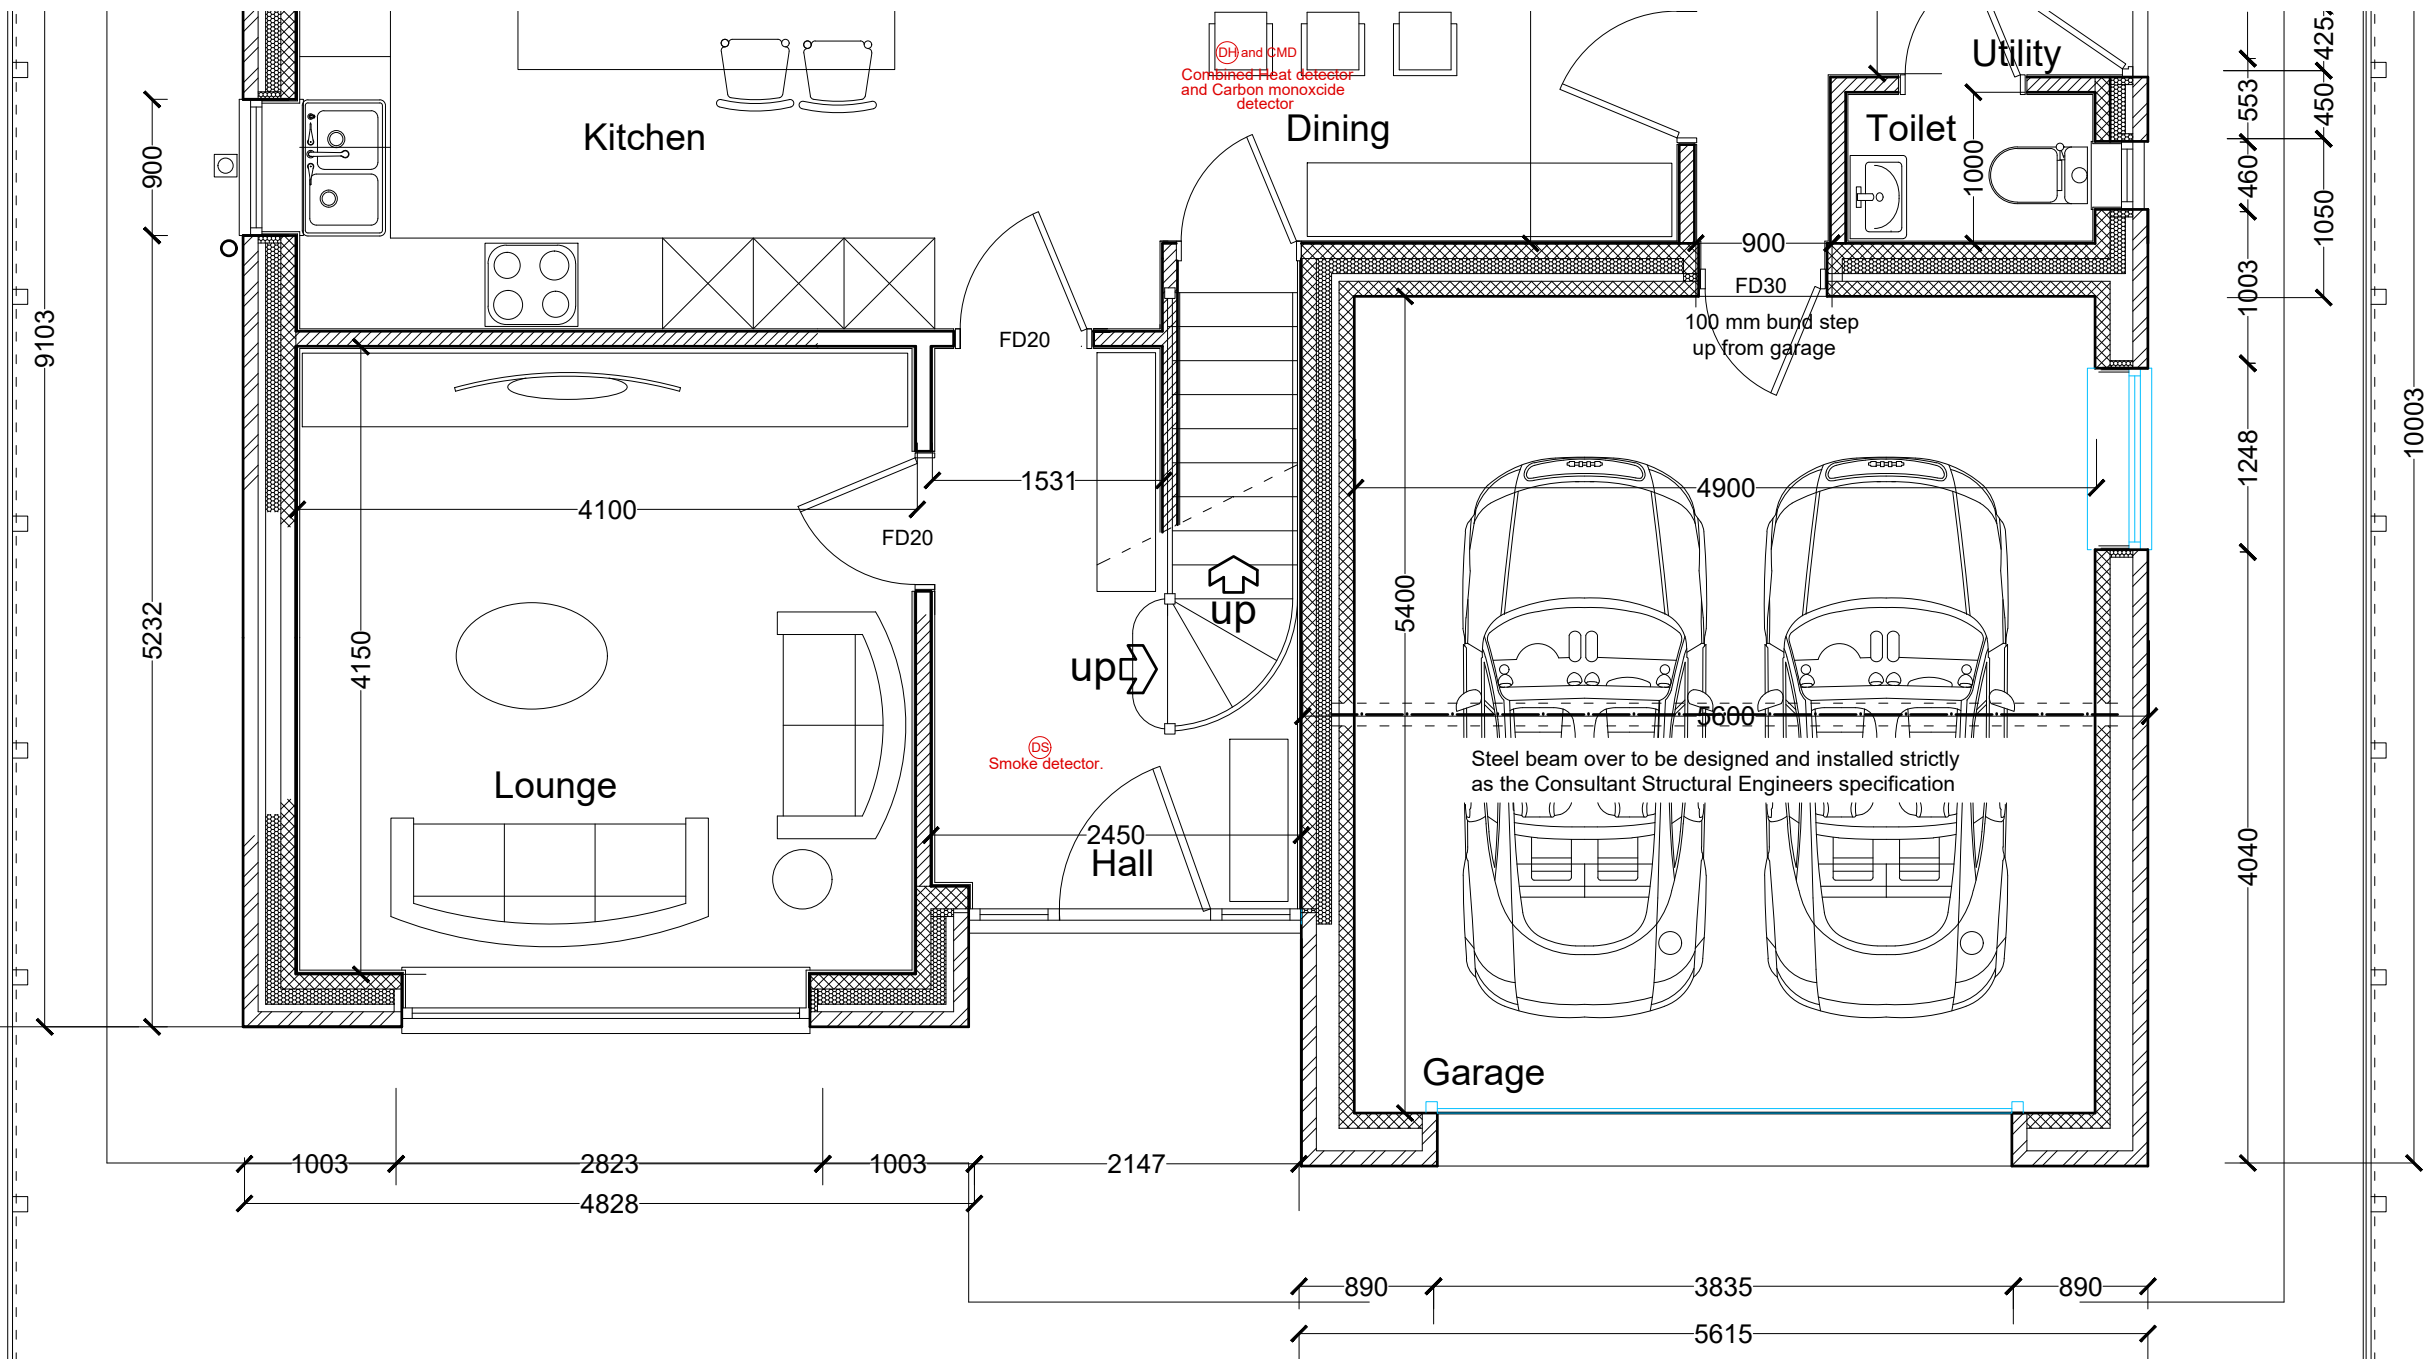 Utility
DH and CMD
Combined Heat detector
and Carbon monoxcide
detector
Kitchen
Dining
Toilet
900
1000
553
450
460
1050
900
FD30
100 mm bund step
up from garage
1003
9103
FD20
10003
1248
1531
4900
4100
FD20
5400
up
5232
4150
up
5600
DS
Smoke detector.
Steel beam over to be designed and installed strictly
as the Consultant Structural Engineers specification
Lounge
2450
Hall
4040
Garage
1003
2823
1003
2147
4828
890
3835
890
5615